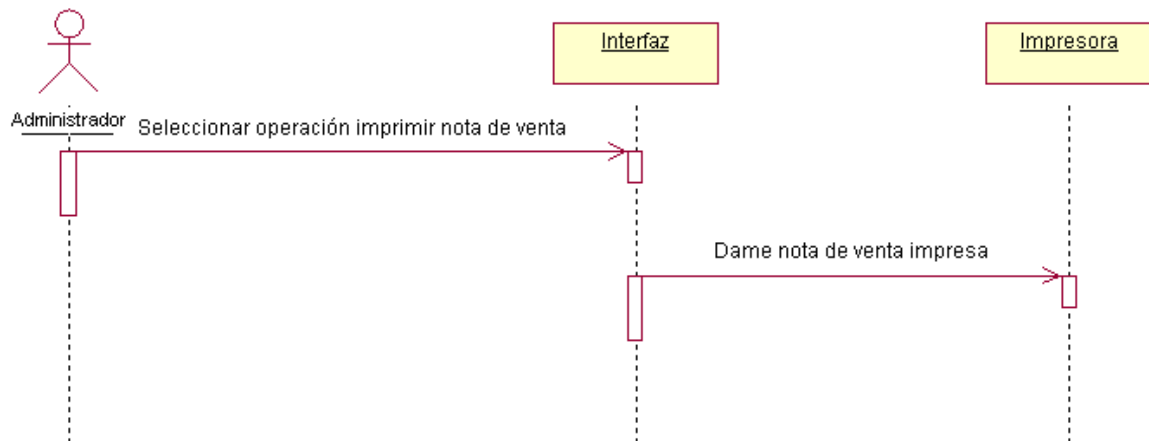 Interfaz
Impresora
Administrador
Seleccionar operación imprimir nota de venta
Dame nota de venta impresa